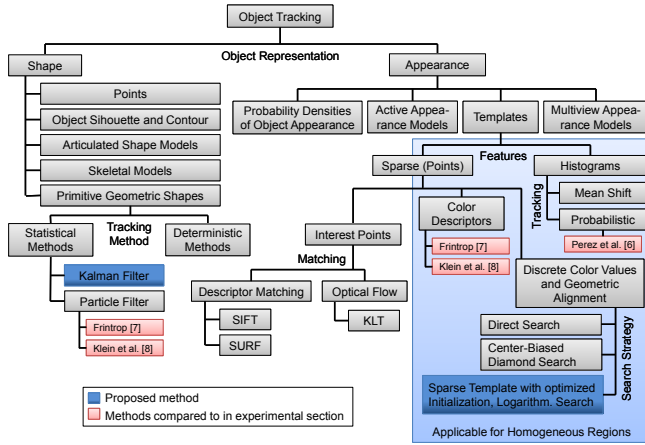 Object Tracking
Object Representation
Shape
Appearance
Points
Object Sihouette and Contour
Articulated Shape Models
Skeletal Models
Primitive Geometric Shapes
Probability Densities
of Object Appearance
Active Appea-
rance Models
Templates
Multiview Appea-
rance Models
Features
Sparse (Points)
Histograms
Tracking
Mean Shift
Probabilistic
Perez et al. [6]
Tracking
Method
Statistical
Methods
Deterministic Methods
Kalman Filter
Particle Filter
Frintrop [7]
Klein et al. [8]
Interest Points
Matching
Descriptor Matching
SIFT
SURF
Optical Flow
KLT
Color
Descriptors
Frintrop [7]
Klein et al. [8]
Discrete Color Values
and Geometric
Alignment
Search Strategy
Direct Search
Center-Biased
Diamond Search
Sparse Template with optimized
Initialization, Logarithm. Search
Applicable for Homogeneous Regions
Proposed method
Methods compared to in experimental section